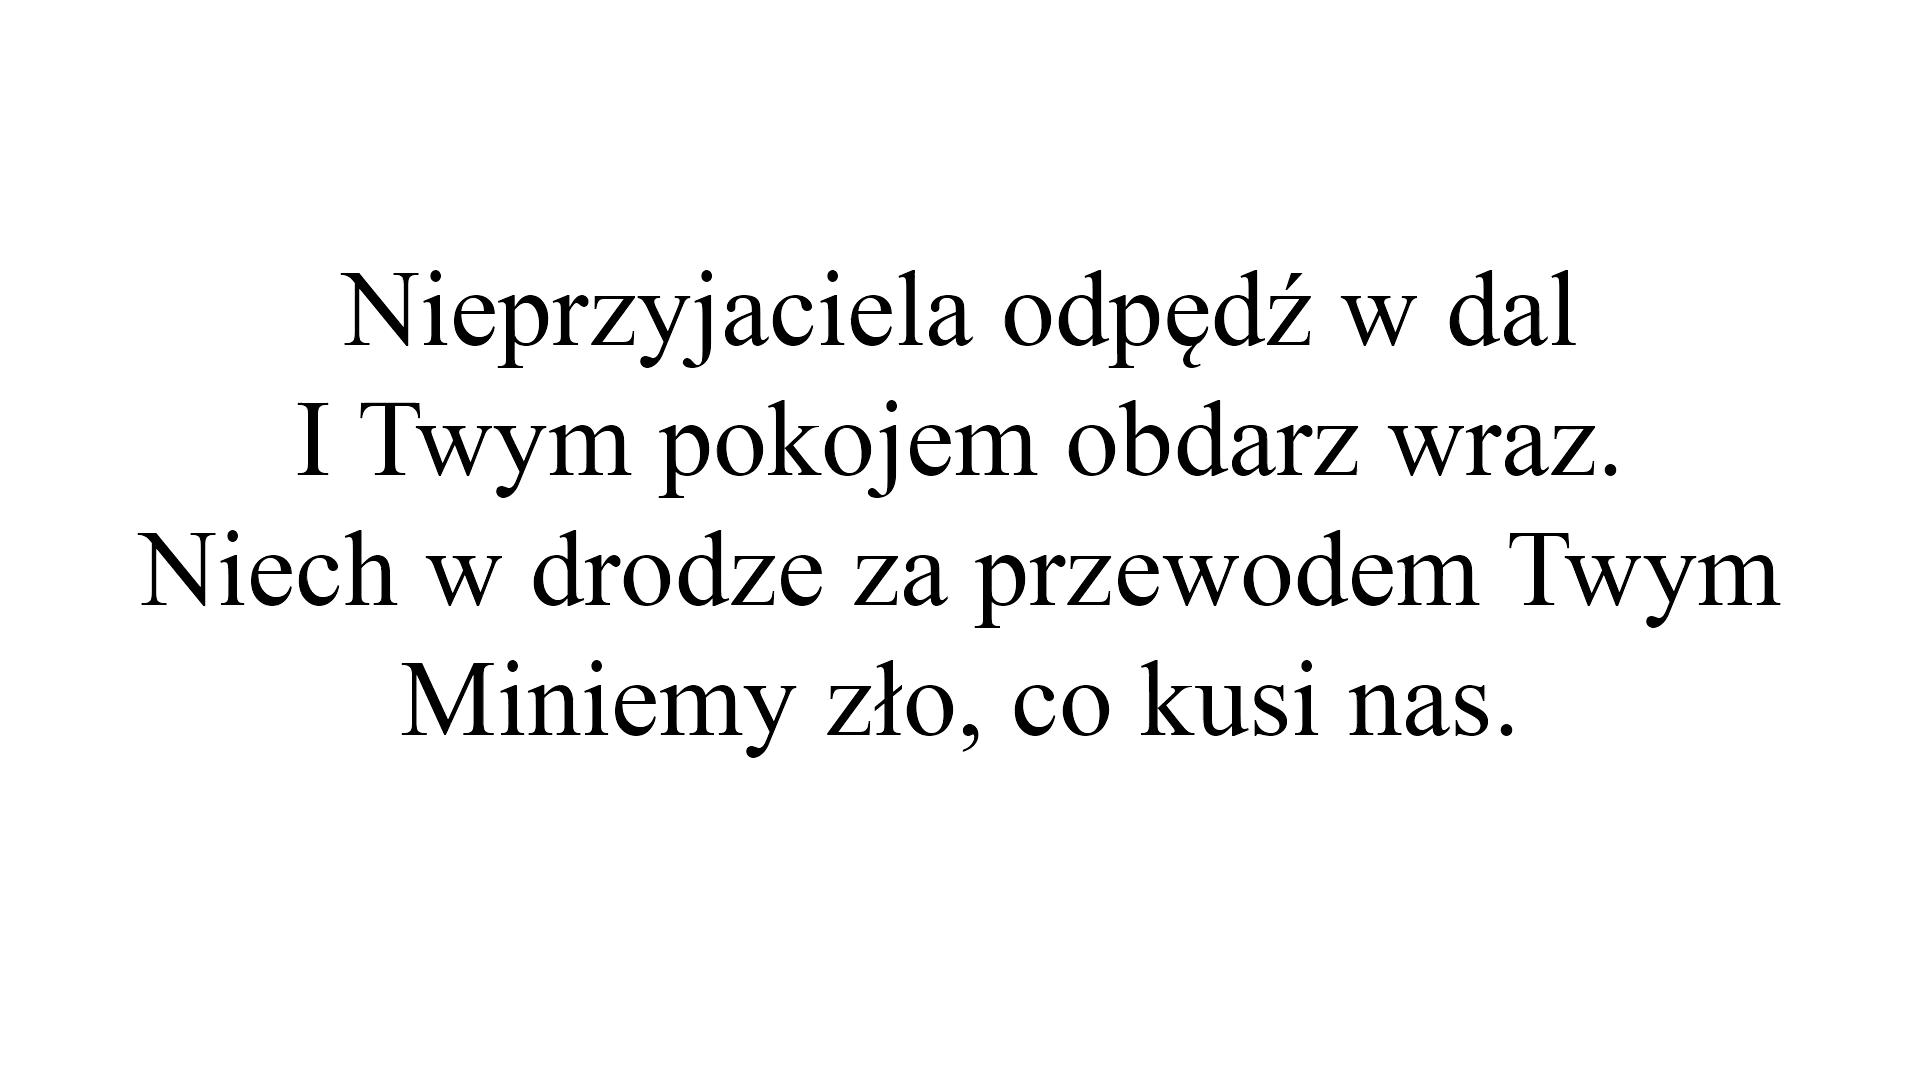 Nieprzyjaciela odpędź w dal
I Twym pokojem obdarz wraz.
Niech w drodze za przewodem Twym
Miniemy zło, co kusi nas.